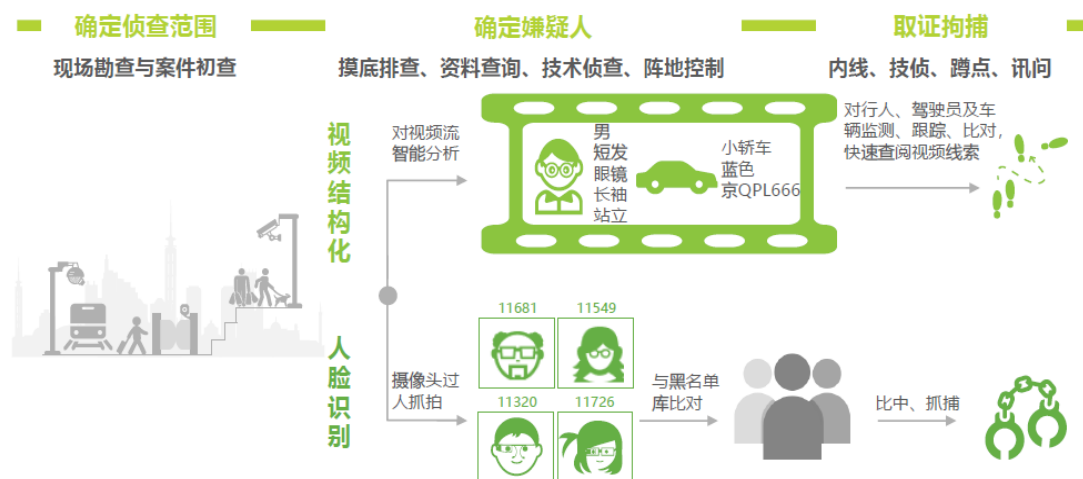 确定侦查范围
确定嫌疑人
取证拘捕
现场勘查与案件初查
摸底排查、资料查询、技术侦查、阵地控制
内线、技侦、蹲点、讯问
视频结构化
对视频流
智能分析
男
短发
眼镜
长袖
站立
小轿车
蓝色
京QPL666
对行人、驾驶员及车
辆监测、跟踪、比对，
快速查阅视频线索
人脸识别
摄像头过
人抓拍
11681
11549
11320
11726
与黑名单
库比对
比中、抓捕